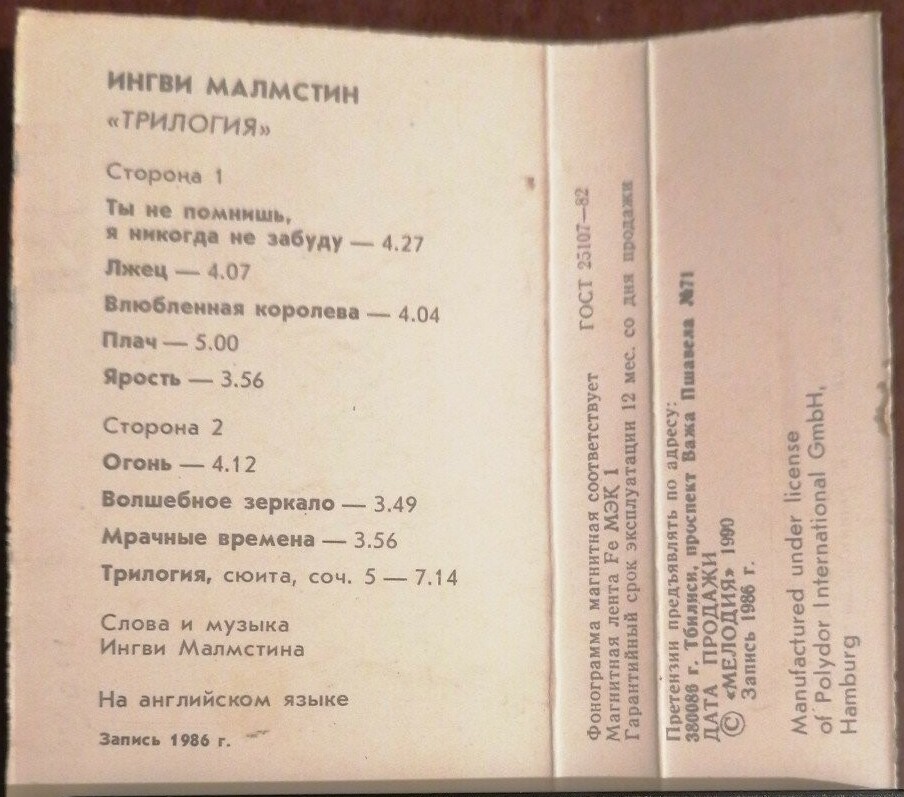 ИНГВИ МАЛМСТИН
«ТРИЛОГИЯ»
Сторона 1
Ты не помнишь,
я никогда не забуду — 4.27
Лжец — 4.07
Влюбленная королева — 4.04
Плач — 5.00
Ярость — 3.56
Сторона 2
Огонь — 4.12
Волшебное зеркало — 3.49
Мрачные времена — 3.56
Трилогия, сюита, соч. 5 — 7.14
Слова и музыка
Ингви Малмстина
На английском языке
Запись 1986 г.
Фонограмма магнитная соответствует ГОСТ 25107—82
Магнитная лента Fe МЭК 1
Гарантийный срок эксплуатации 12 мес. со дня продажи
Претензии предъявлять по адресу:
380086 г. Тбилиси, проспект Важа Пшавела №71
ДАТА ПРОДАЖИ
© «МЕЛОДИЯ» 1990
Запись 1986 г.
Manufactured under license
of Polydor International GmbH,
Hamburg